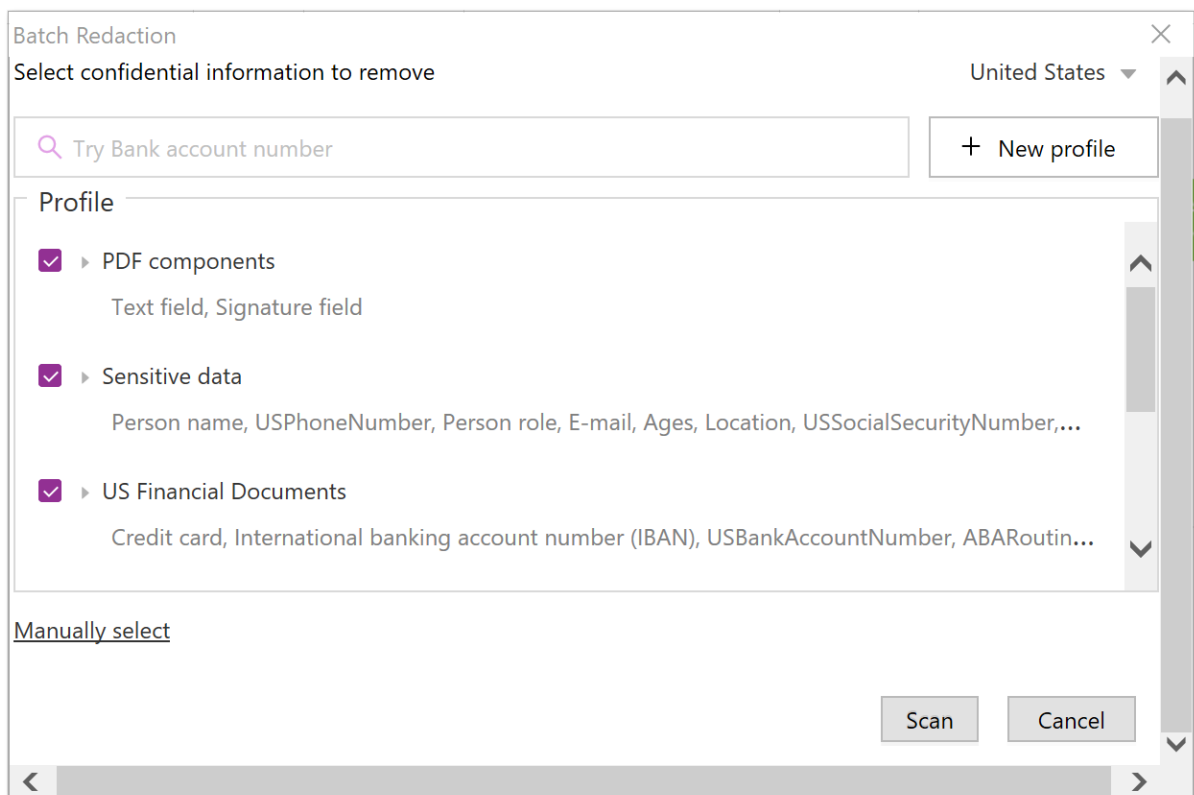 Batch Redaction
Select confidential information to remove
United States
Try Bank account number
+ New profile
Profile
PDF components
Text field, Signature field
Sensitive data
Person name, USPhoneNumber, Person role, E-mail, Ages, Location, USSocialSecurityNumber,...
US Financial Documents
Credit card, International banking account number (IBAN), USBankAccountNumber, ABARoutin...
Manually select
Scan
Cancel